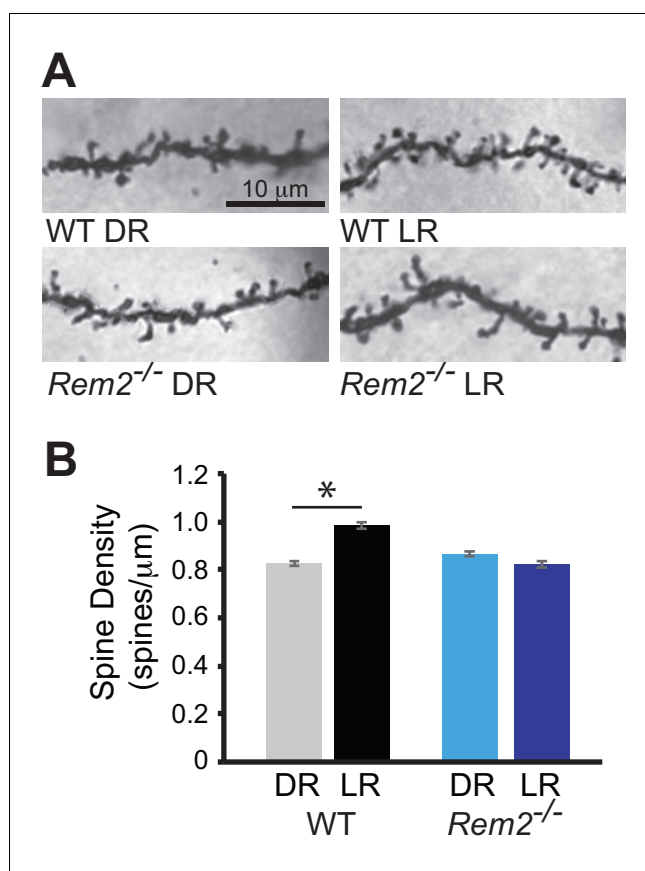 A
10 μm
WT DR
WT LR
Rem2-/- DR
Rem2-/- LR
B
Spine Density
(spines/μm)
1.2
1.0
0.8
0.6
0.4
0.2
0
*
DR LR DR LR
WT Rem2-/-